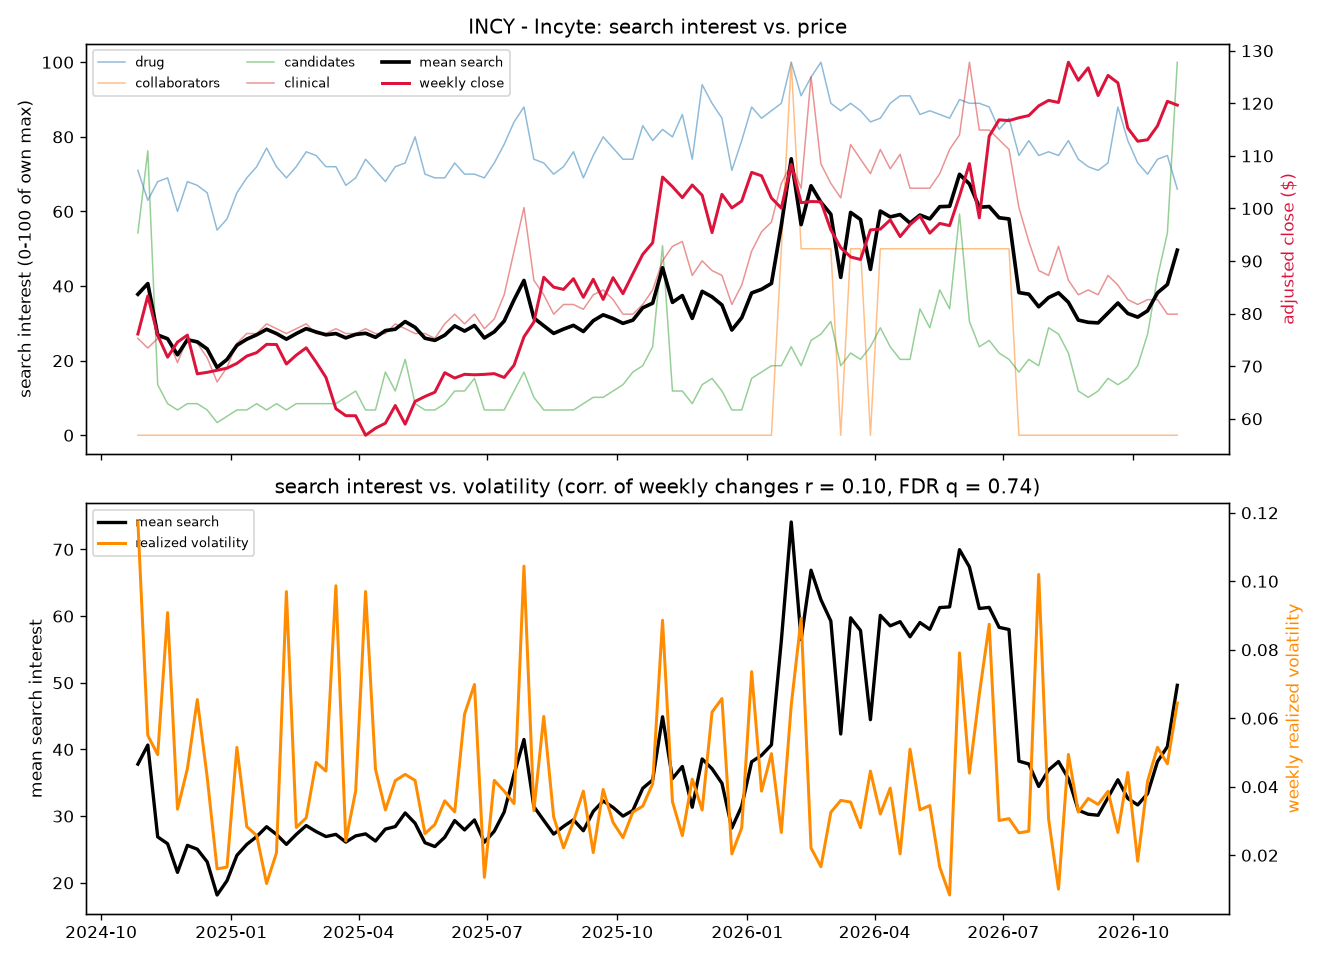 INCY - Incyte: search interest vs. price
drug
collaborators
candidates
clinical
mean search
weekly close
search interest (0-100 of own max)
100
80
60
40
20
0
adjusted close ($)
130
120
110
100
90
80
70
60
search interest vs. volatility (corr. of weekly changes r = 0.10, FDR q = 0.74)
mean search
realized volatility
mean search interest
70
60
50
40
30
20
weekly realized volatility
0.12
0.10
0.08
0.06
0.04
0.02
2024-10
2025-01
2025-04
2025-07
2025-10
2026-01
2026-04
2026-07
2026-10